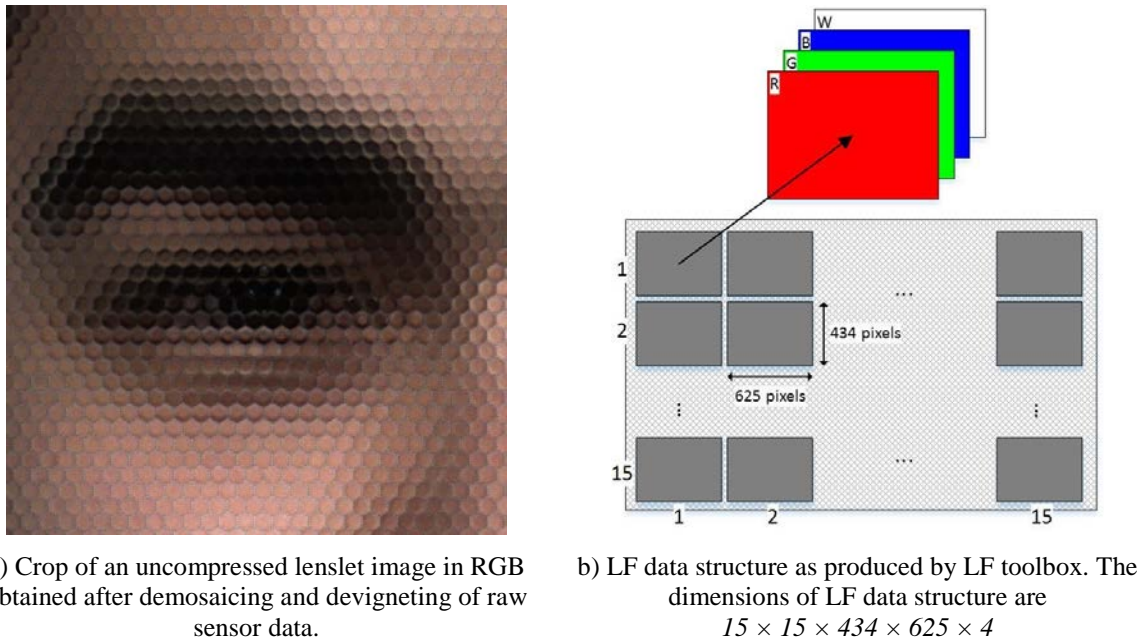 W
B
G
R
1
...
2
434 pixels
625 pixels
⋮
⋮
15
...
1
2
15
) Crop of an uncompressed lenslet image in RGB
btained after demosaicing and devigneting of raw
sensor data.
b) LF data structure as produced by LF toolbox. The
dimensions of LF data structure are
15 × 15 × 434 × 625 × 4